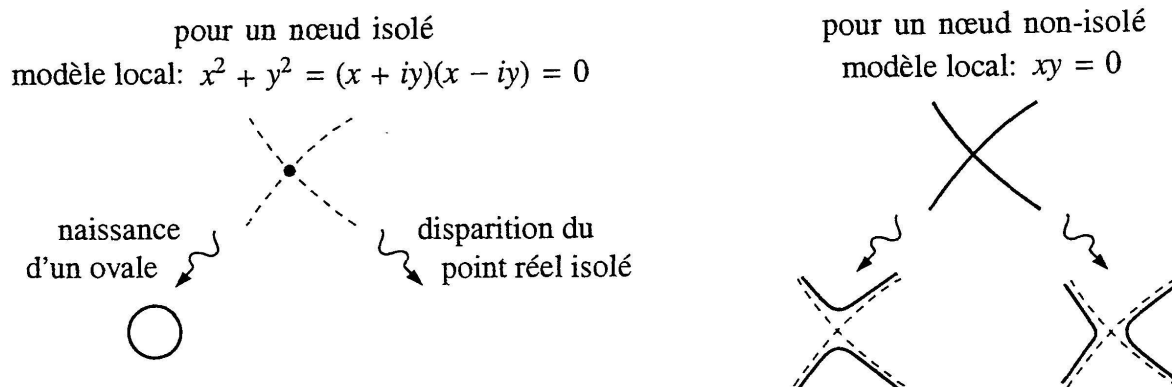 pour un nœud isolé
modèle local: x² + y² = (x + iy)(x − iy) = 0
naissance
d'un ovale
disparition du
point réel isolé
pour un nœud non-isolé
modèle local: xy = 0